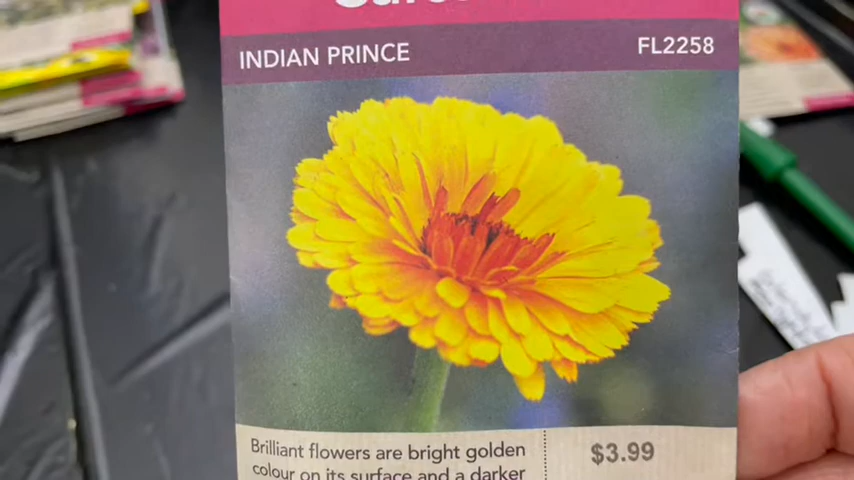 INDIAN PRINCE FL2258
Brilliant flowers are bright golden
colour on its surface and a darker
$3.99